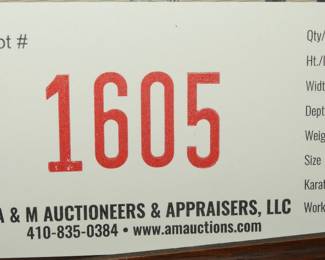 ot #
1605
A & M AUCTIONEERS & APPRAISERS, LLC
410-835-0384 • www.amauctions.com
Qty/
Ht./
Widt
Dept
Weig
Size
Karat
Work